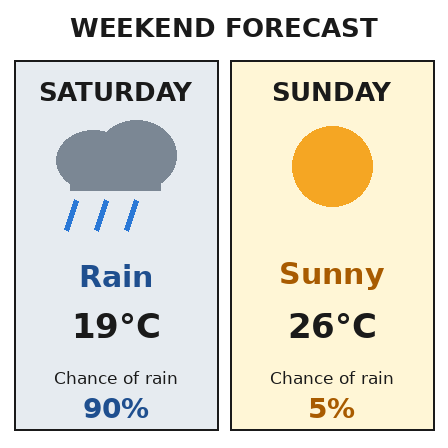 WEEKEND FORECAST
SATURDAY
Rain
19°C
Chance of rain
90%
SUNDAY
Sunny
26°C
Chance of rain
5%